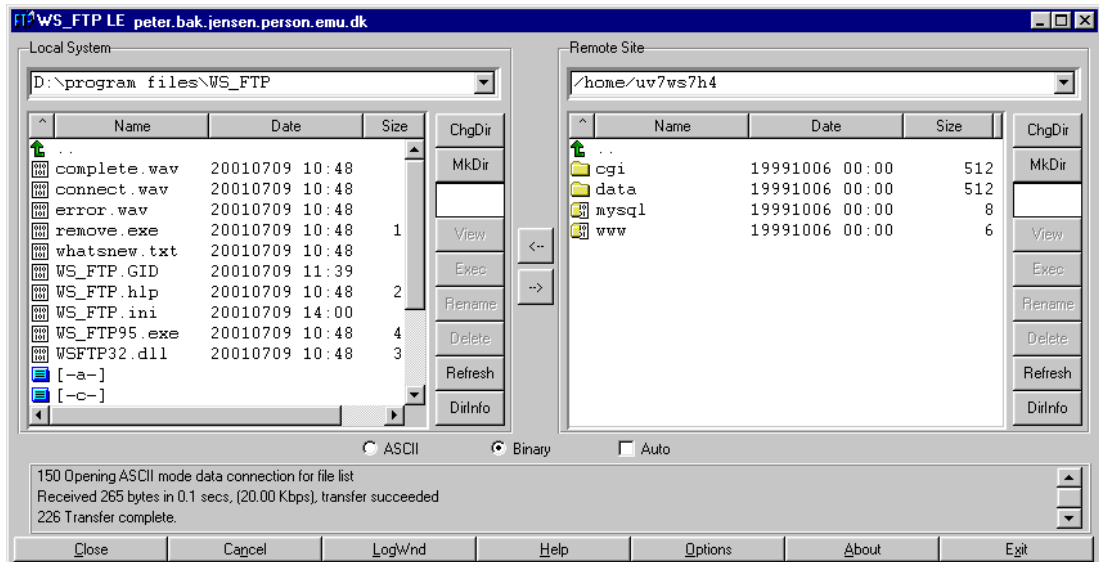 WS_FTP LE peter.bak.jensen.person.emu.dk
Local System
D:\program files\WS_FTP
^ Name Date Size
..
complete.wav 20010709 10:48
connect.wav 20010709 10:48
error.wav 20010709 10:48
remove.exe 20010709 10:48 1
whatsnew.txt 20010709 10:48
WS_FTP.GID 20010709 11:39
WS_FTP.hlp 20010709 10:48 2
WS_FTP.ini 20010709 14:00
WS_FTP95.exe 20010709 10:48 4
WSFTP32.dll 20010709 10:48 3
[-a-]
[-c-]
ChgDir
MkDir
View
Exec
Rename
Delete
Refresh
DirInfo
<--
-->
Remote Site
/home/uv7ws7h4
^ Name Date Size
..
cgi 19991006 00:00 512
data 19991006 00:00 512
mysql 19991006 00:00 8
www 19991006 00:00 6
ChgDir
MkDir
View
Exec
Rename
Delete
Refresh
DirInfo
ASCII Binary Auto
150 Opening ASCII mode data connection for file list
Received 265 bytes in 0.1 secs, (20.00 Kbps), transfer succeeded
226 Transfer complete.
Close Cancel LogWnd Help Options About Exit